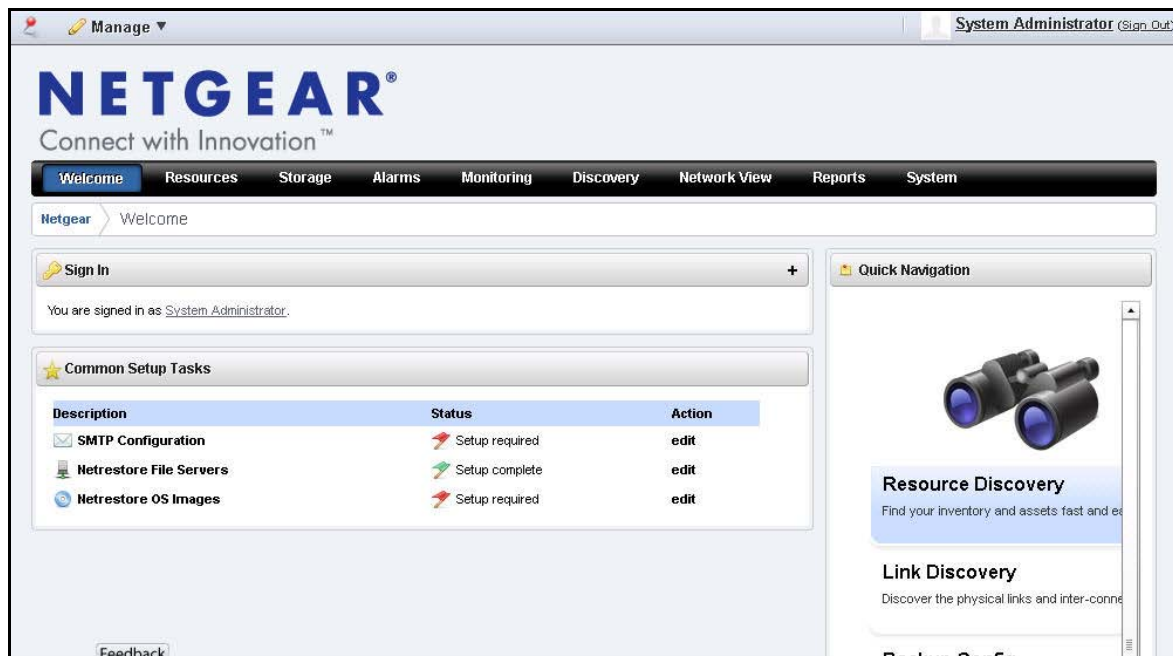 Manage ▼
System Administrator (Sign Out)
NETGEAR®
Connect with Innovation™
Welcome Resources Storage Alarms Monitoring Discovery Network View Reports System
Netgear Welcome
Sign In +
You are signed in as System Administrator.
Common Setup Tasks
Description Status Action
SMTP Configuration Setup required edit
Netrestore File Servers Setup complete edit
Netrestore OS Images Setup required edit
Feedback
Quick Navigation
Resource Discovery
Find your inventory and assets fast and
Link Discovery
Discover the physical links and